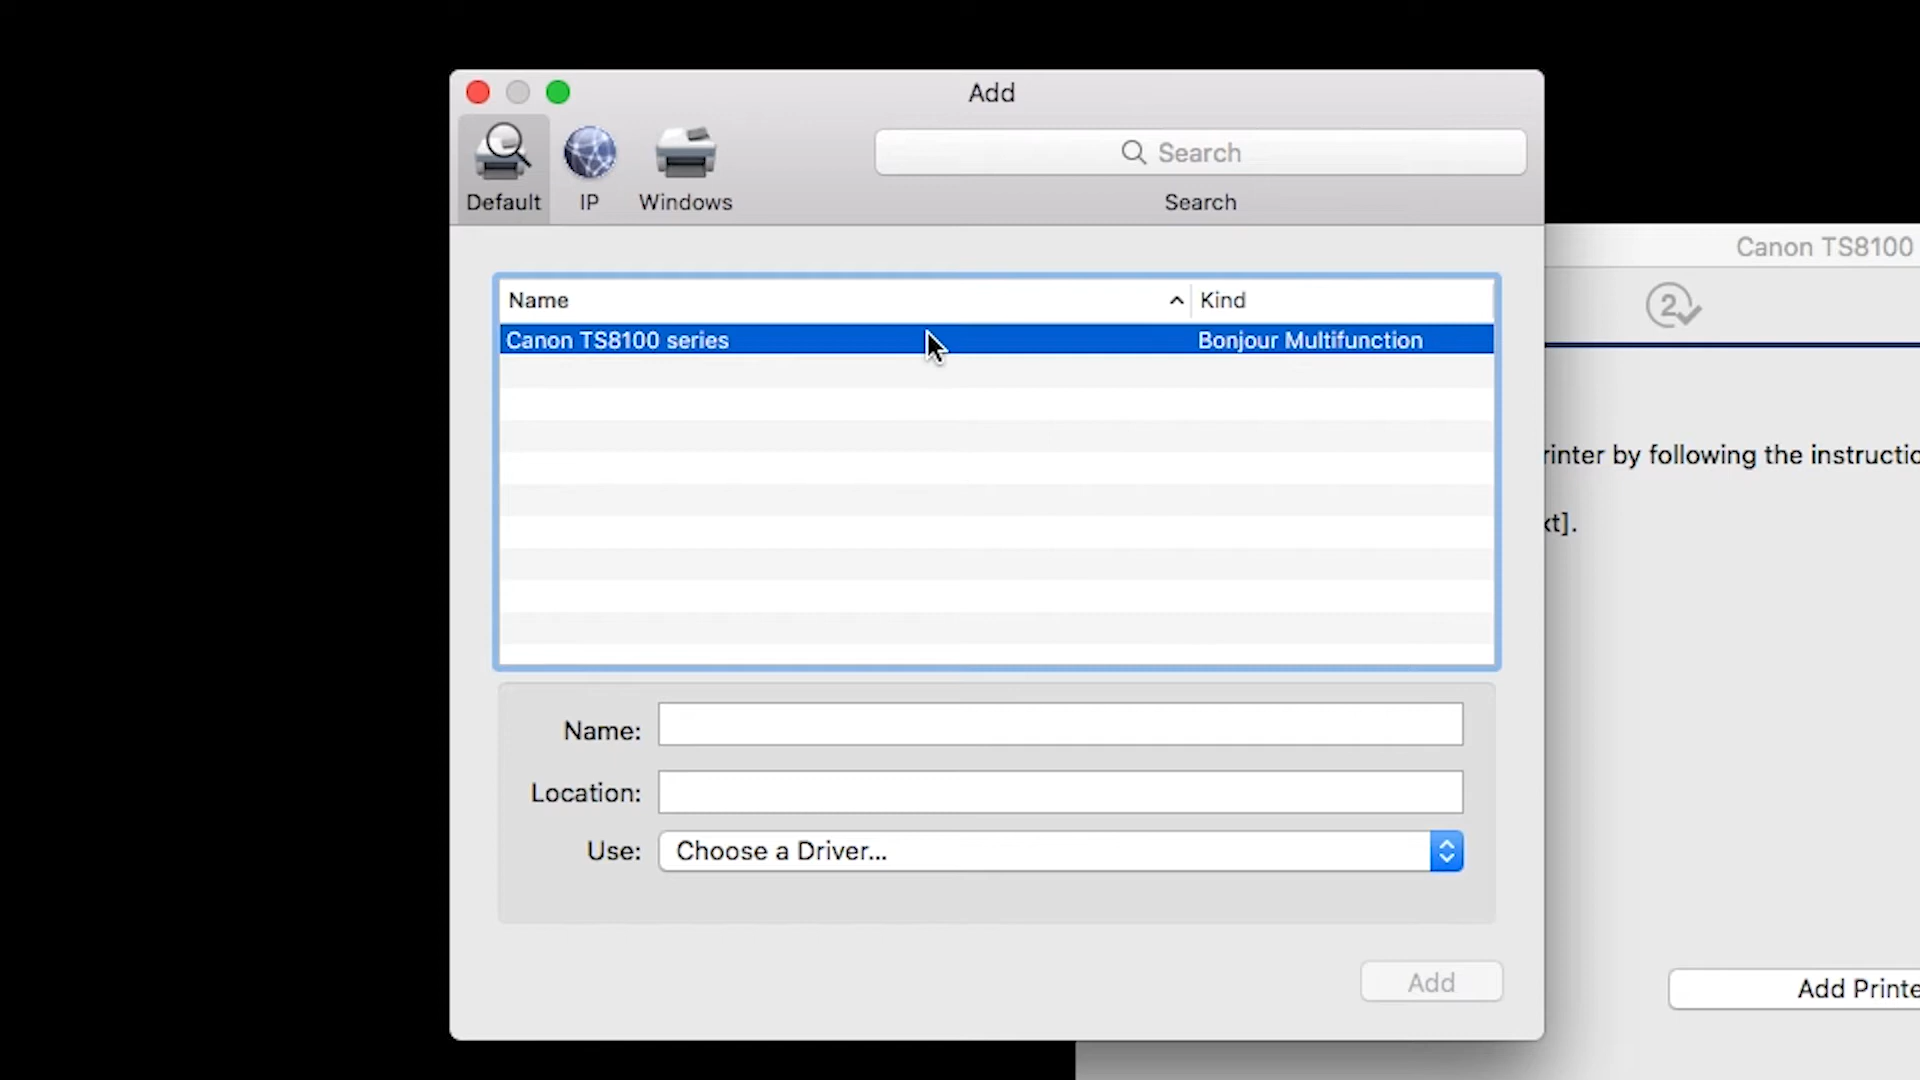 Add
Default
IP
Windows
Search
Search
Canon TS8100
2
Name
Kind
Canon TS8100 series
Bonjour Multifunction
rinter by following the instructio
xt].
Name:
Location:
Use:
Choose a Driver...
Add
Add Printe